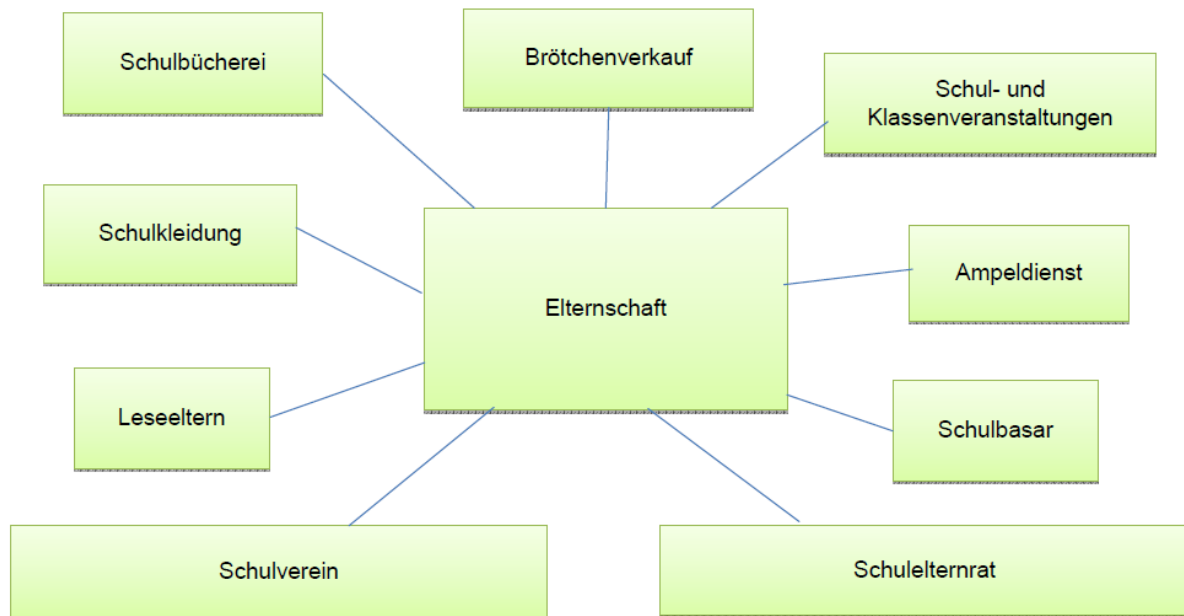 Schulbücherei
Brötchenverkauf
Schul- und
Klassenveranstaltungen
Schulkleidung
Elternschaft
Ampeldienst
Leseeltern
Schulbasar
Schulverein
Schulelternrat